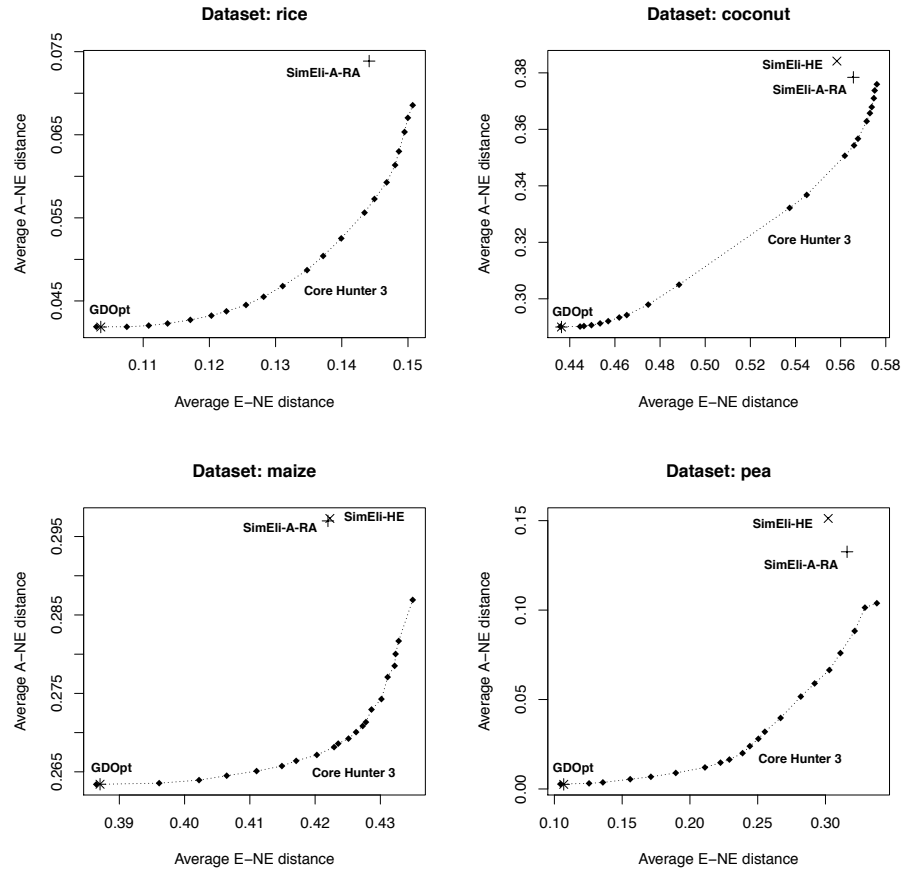 Dataset: rice
Average A−NE distance
0.075
0.065
0.055
0.045
SimEli-A-RA
Core Hunter 3
GDOpt
0.11 0.12 0.13 0.14 0.15
Average E−NE distance
Dataset: coconut
Average A−NE distance
0.38
0.36
0.34
0.32
0.30
SimEli-HE
SimEli-A-RA
Core Hunter 3
GDOpt
0.44 0.46 0.48 0.50 0.52 0.54 0.56 0.58
Average E−NE distance
Dataset: maize
Average A−NE distance
0.295
0.285
0.275
0.265
SimEli-HE
SimEli-A-RA
GDOpt
Core Hunter 3
0.39 0.40 0.41 0.42 0.43
Average E−NE distance
Dataset: pea
Average A−NE distance
0.15
0.10
0.05
0.00
SimEli-HE
SimEli-A-RA
Core Hunter 3
GDOpt
0.10 0.15 0.20 0.25 0.30
Average E−NE distance